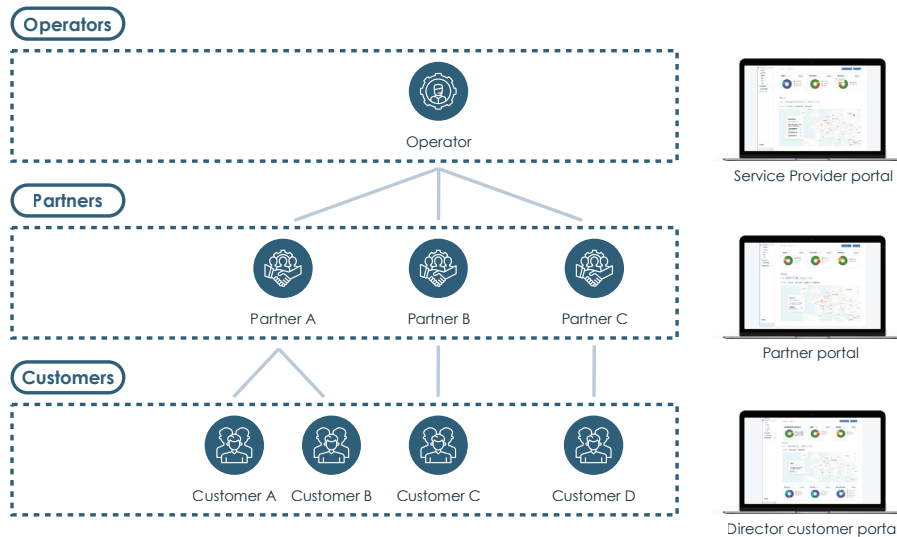 Operators
Operator
Service Provider portal
Partners
Partner A
Partner B
Partner C
Partner portal
Customers
Customer A
Customer B
Customer C
Customer D
Director customer porta